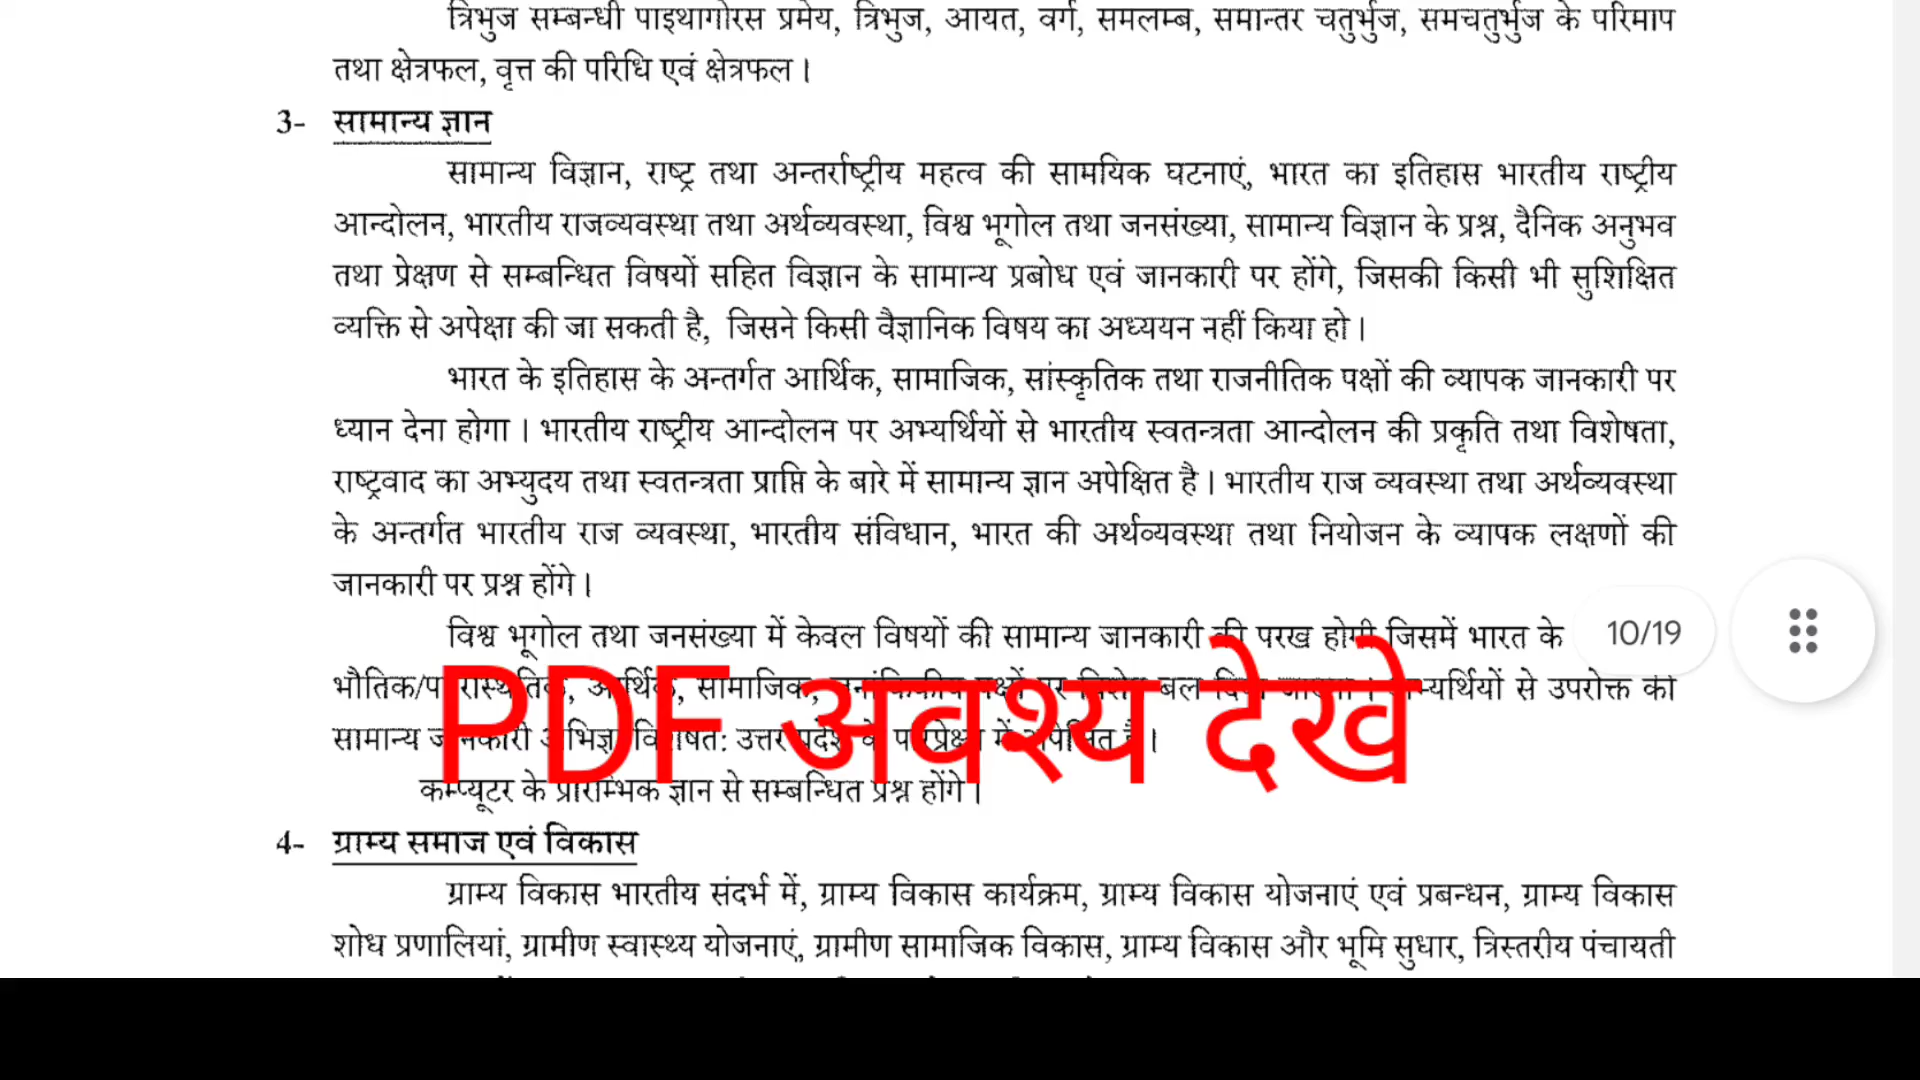 त्रिभुज सम्बन्धी पाइथागोरस प्रमेय, त्रिभुज, आयत, वर्ग, समलम्ब, समान्तर चतुर्भुज, समचतुर्भुज के परिमाप
तथा क्षेत्रफल, वृत्त की परिधि एवं क्षेत्रफल।
3- सामान्य ज्ञान
सामान्य विज्ञान, राष्ट्र तथा अन्तर्राष्ट्रीय महत्व की सामयिक घटनाएं, भारत का इतिहास भारतीय राष्ट्रीय
आन्दोलन, भारतीय राजव्यवस्था तथा अर्थव्यवस्था, विश्व भूगोल तथा जनसंख्या, सामान्य विज्ञान के प्रश्न, दैनिक अनुभव
तथा प्रेक्षण से सम्बन्धित विषयों सहित विज्ञान के सामान्य प्रबोध एवं जानकारी पर होंगे, जिसकी किसी भी सुशिक्षित
व्यक्ति से अपेक्षा की जा सकती है, जिसने किसी वैज्ञानिक विषय का अध्ययन नहीं किया हो।
भारत के इतिहास के अन्तर्गत आर्थिक, सामाजिक, सांस्कृतिक तथा राजनीतिक पक्षों की व्यापक जानकारी पर
ध्यान देना होगा। भारतीय राष्ट्रीय आन्दोलन पर अभ्यर्थियों से भारतीय स्वतन्त्रता आन्दोलन की प्रकृति तथा विशेषता,
राष्ट्रवाद का अभ्युदय तथा स्वतन्त्रता प्राप्ति के बारे में सामान्य ज्ञान अपेक्षित है। भारतीय राज व्यवस्था तथा अर्थव्यवस्था
के अन्तर्गत भारतीय राज व्यवस्था, भारतीय संविधान, भारत की अर्थव्यवस्था तथा नियोजन के व्यापक लक्षणों की
जानकारी पर प्रश्न होंगे।
विश्व भूगोल तथा जनसंख्या में केवल विषयों की सामान्य जानकारी की परख होगी जिसमें भारत के
10/19
भौतिक/ आर्थिक, सामाजिक, बल से उपरोक्त की
सामान्य उत्तर है।
PDF अवश्य देखे
कम्प्यूटर के प्रारम्भिक ज्ञान से सम्बन्धित प्रश्न होंगे।
4- ग्राम्य समाज एवं विकास
ग्राम्य विकास भारतीय संदर्भ में, ग्राम्य विकास कार्यक्रम, ग्राम्य विकास योजनाएं एवं प्रबन्धन, ग्राम्य विकास
शोध प्रणालियां, ग्रामीण स्वास्थ्य योजनाएं, ग्रामीण सामाजिक विकास, ग्राम्य विकास और भूमि सुधार, त्रिस्तरीय पंचायती